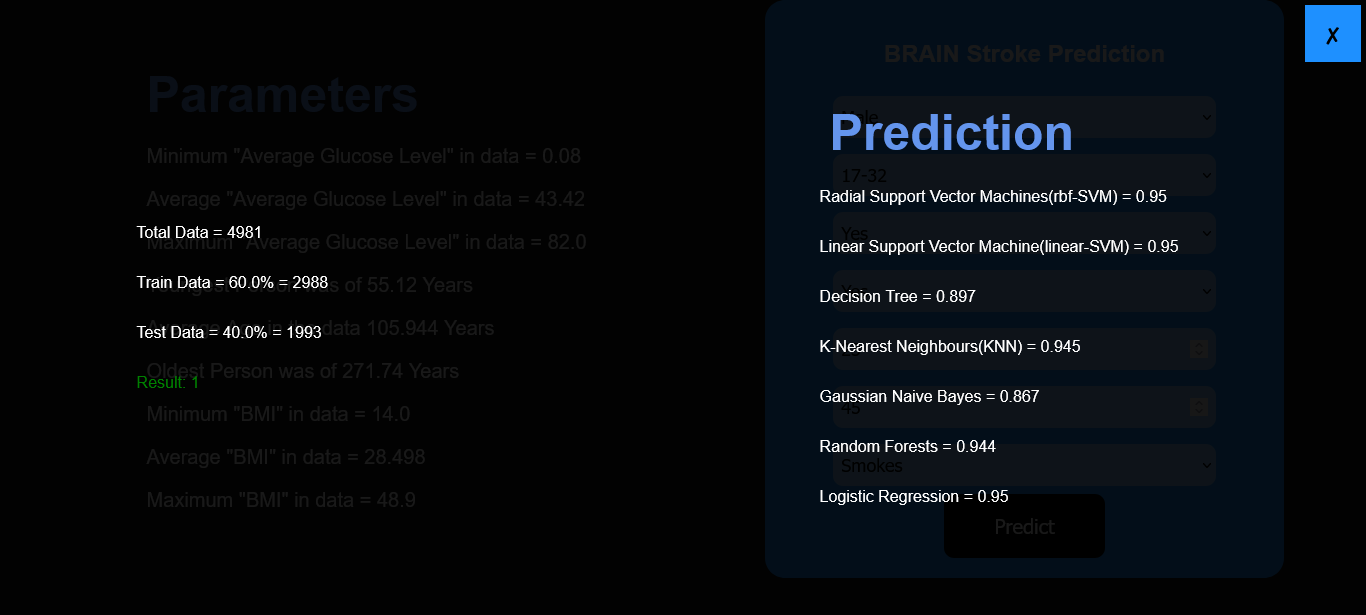 Parameters
Minimum "Average Glucose Level" in data = 0.08
Average "Average Glucose Level" in data = 43.42
Maximum "Average Glucose Level" in data = 82.0
Youngest Person was of 55.12 Years
data 105.944 Years
Oldest Person was of 271.74 Years
Minimum "BMI" in data = 14.0
Average "BMI" in data = 28.498
Maximum "BMI" in data = 48.9
Total Data = 4981
Train Data = 60.0% = 2988
Test Data = 40.0% = 1993
Result: 1
BRAIN Stroke Prediction
17-32
Yes
45
Smokes
Predict
✗
Prediction
Radial Support Vector Machines(rbf-SVM) = 0.95
Linear Support Vector Machine(linear-SVM) = 0.95
Decision Tree = 0.897
K-Nearest Neighbours(KNN) = 0.945
Gaussian Naive Bayes = 0.867
Random Forests = 0.944
Logistic Regression = 0.95